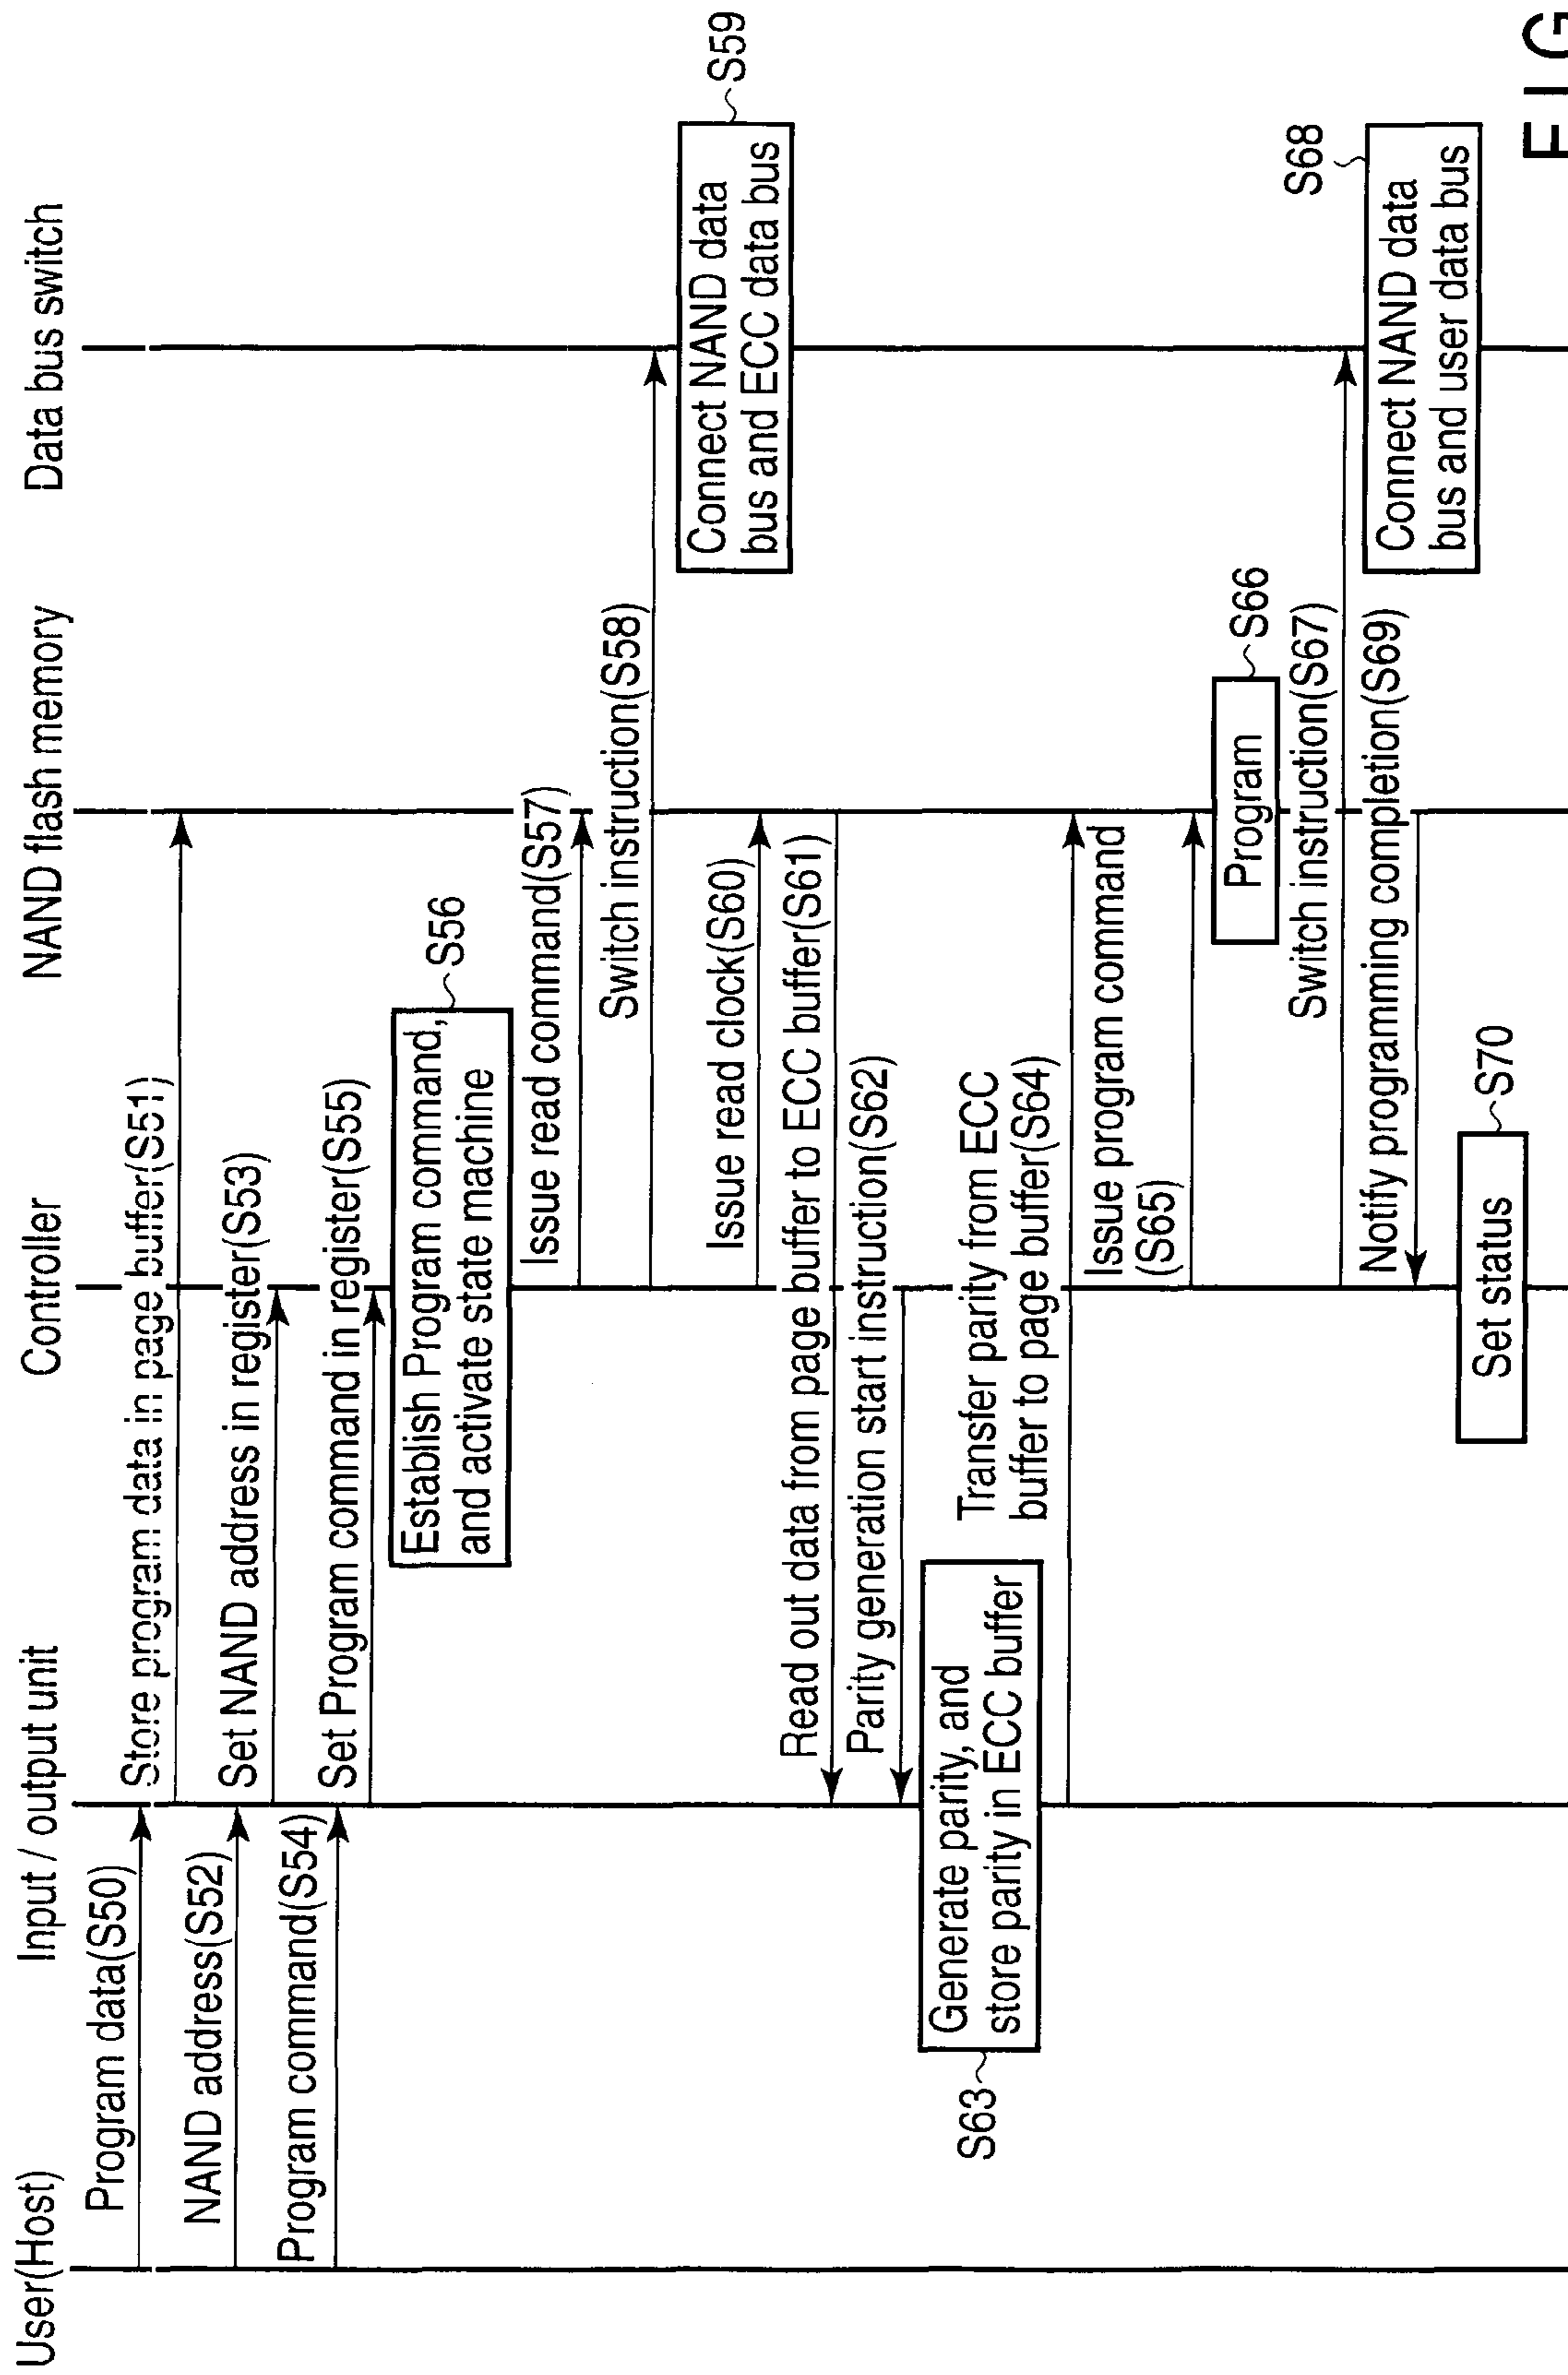 User(Host)
Input / output unit
Controller
NAND flash memory
Data bus switch
Program data(S50)
Store program data in page buffer(S51)
NAND address(S52)
Set NAND address in register(S53)
Program command(S54)
Set Program command in register(S55)
Establish Program command,
and activate state machine
S56
Issue read command(S57)
Switch instruction(S58)
Connect NAND data
bus and ECC data bus
S59
Issue read clock(S60)
Read out data from page buffer to ECC buffer(S61)
Parity generation start instruction(S62)
Generate parity, and
store parity in ECC buffer
S63
Transfer parity from ECC
buffer to page buffer(S64)
Issue program command
(S65)
Program
S66
Switch instruction(S67)
Connect NAND data
bus and user data bus
S68
Notify programming completion(S69)
Set status
S70
FIG